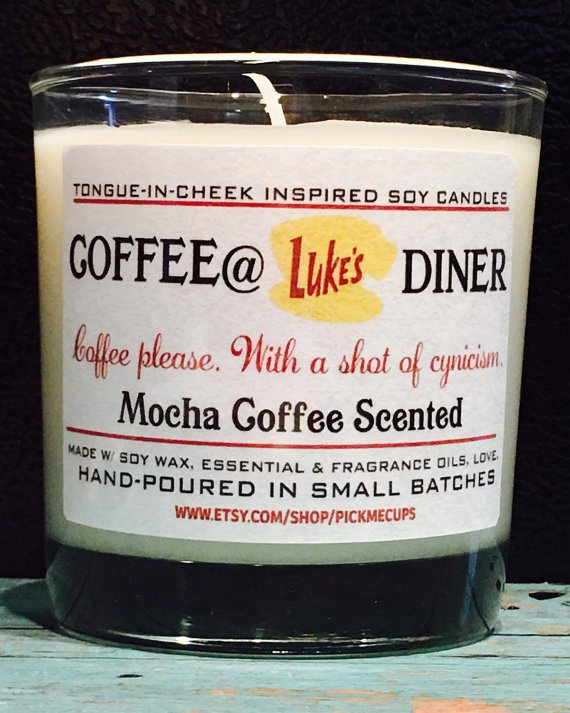 TONGUE-IN-CHEEK INSPIRED SOY CANDLES
COFFEE@ LUKE'S DINER
Coffee please. With a shot of cynicism.
Mocha Coffee Scented
MADE W/ SOY WAX, ESSENTIAL & FRAGRANCE OILS, LOVE.
HAND-POURED IN SMALL BATCHES
WWW.ETSY.COM/SHOP/PICKMECUPS